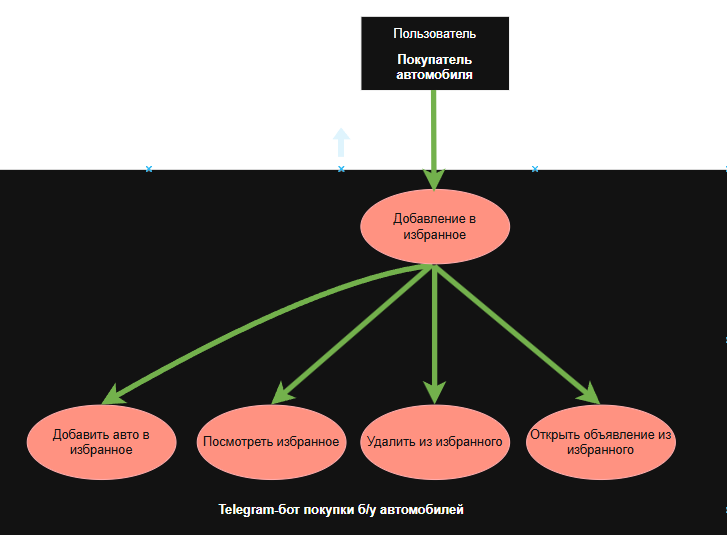 Пользователь
Покупатель
автомобиля
Добавление в
избранное
Добавить авто в
избранное
Посмотреть избранное
Удалить из избранного
Открыть объявление из
избранного
Telegram-бот покупки б/у автомобилей